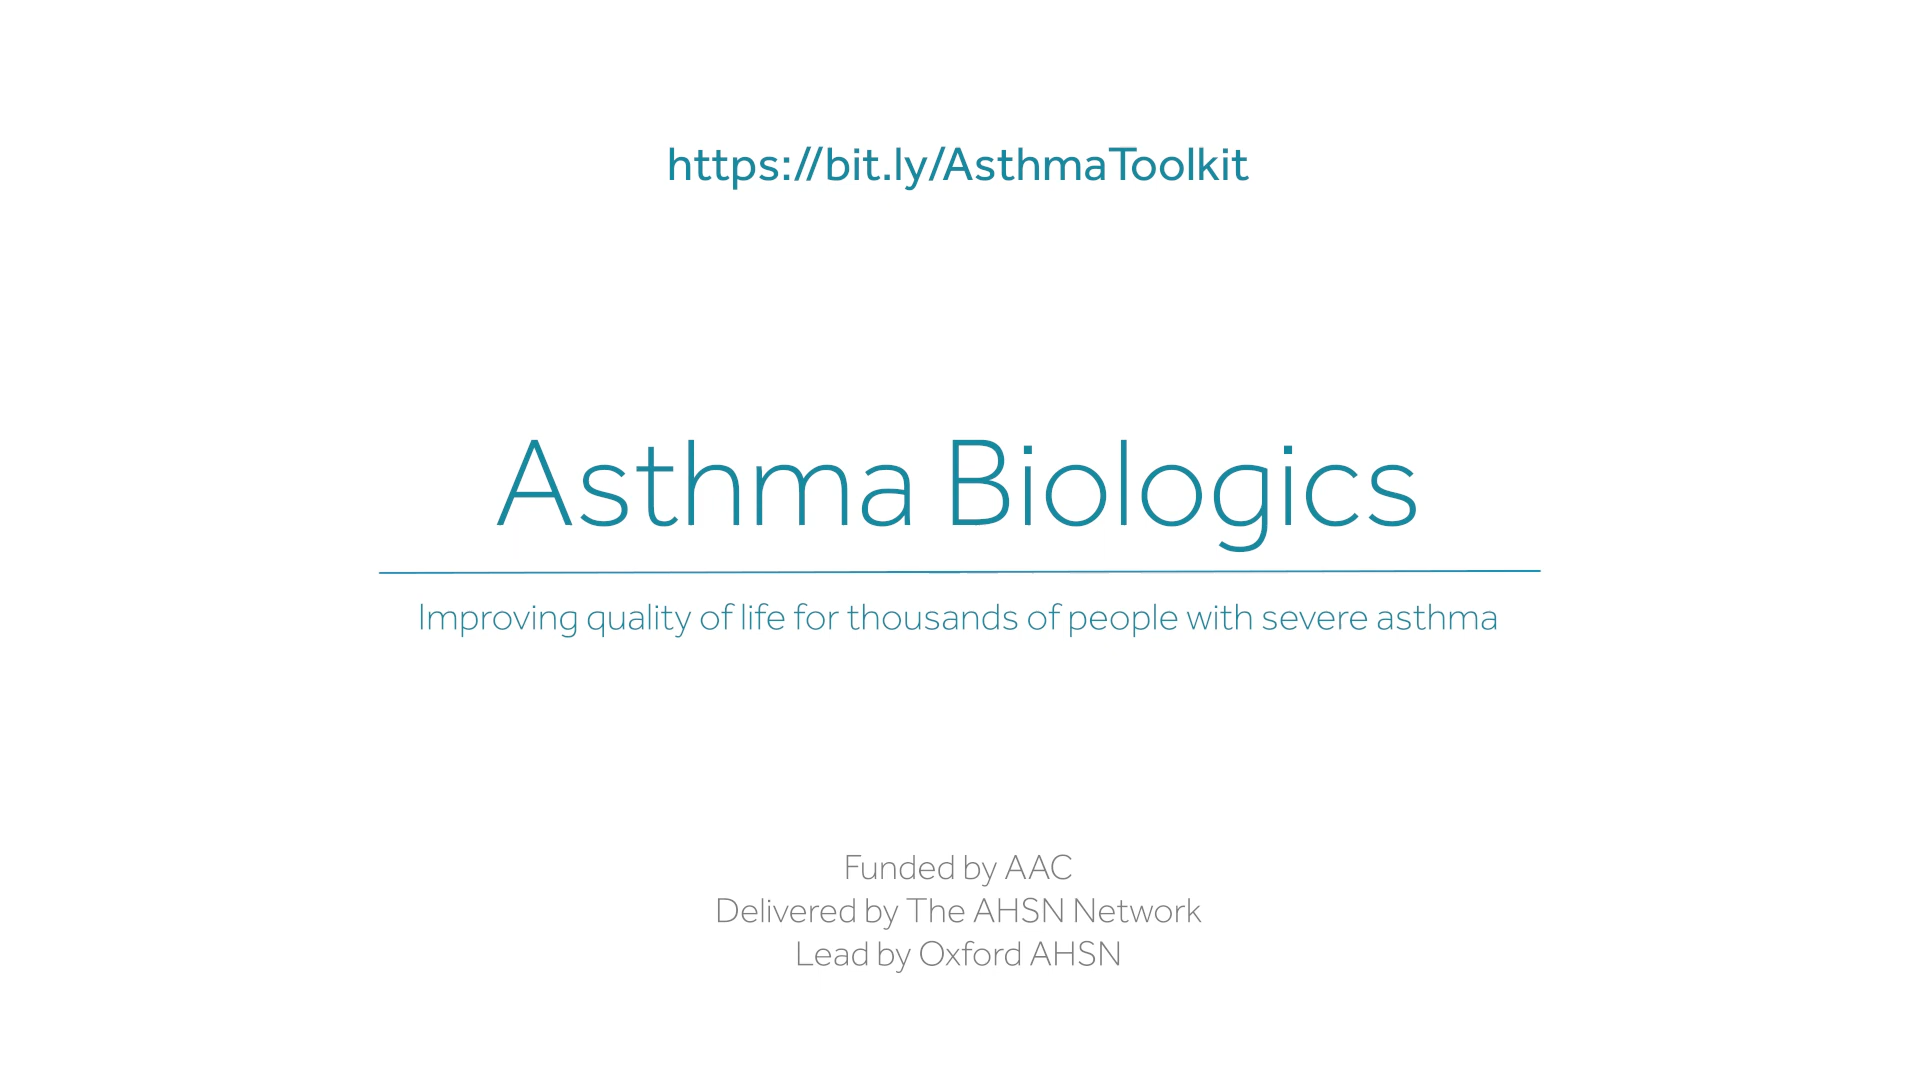 https://bit.ly/AsthmaToolkit
Asthma Biologics
Improving quality of life for thousands of people with severe asthma
Funded by AAC
Delivered by The AHSN Network
Lead by Oxford AHSN